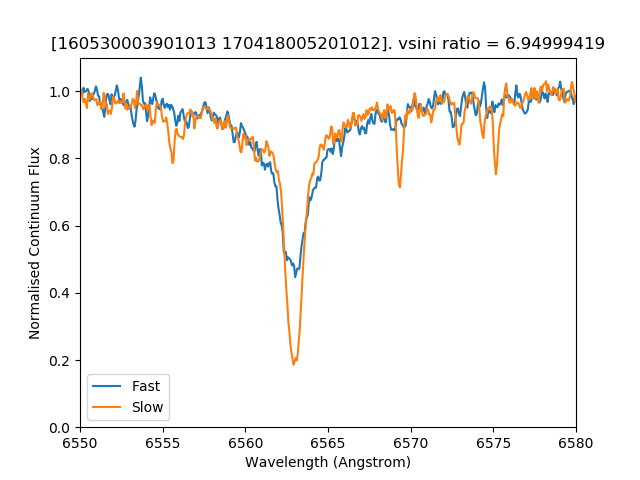 [160530003901013 170418005201012]. vsini ratio = 6.94999419
Normalised Continuum Flux
1.0
0.8
0.6
0.4
0.2
0.0
Fast
Slow
6550 6555 6560 6565 6570 6575 6580
Wavelength (Angstrom)